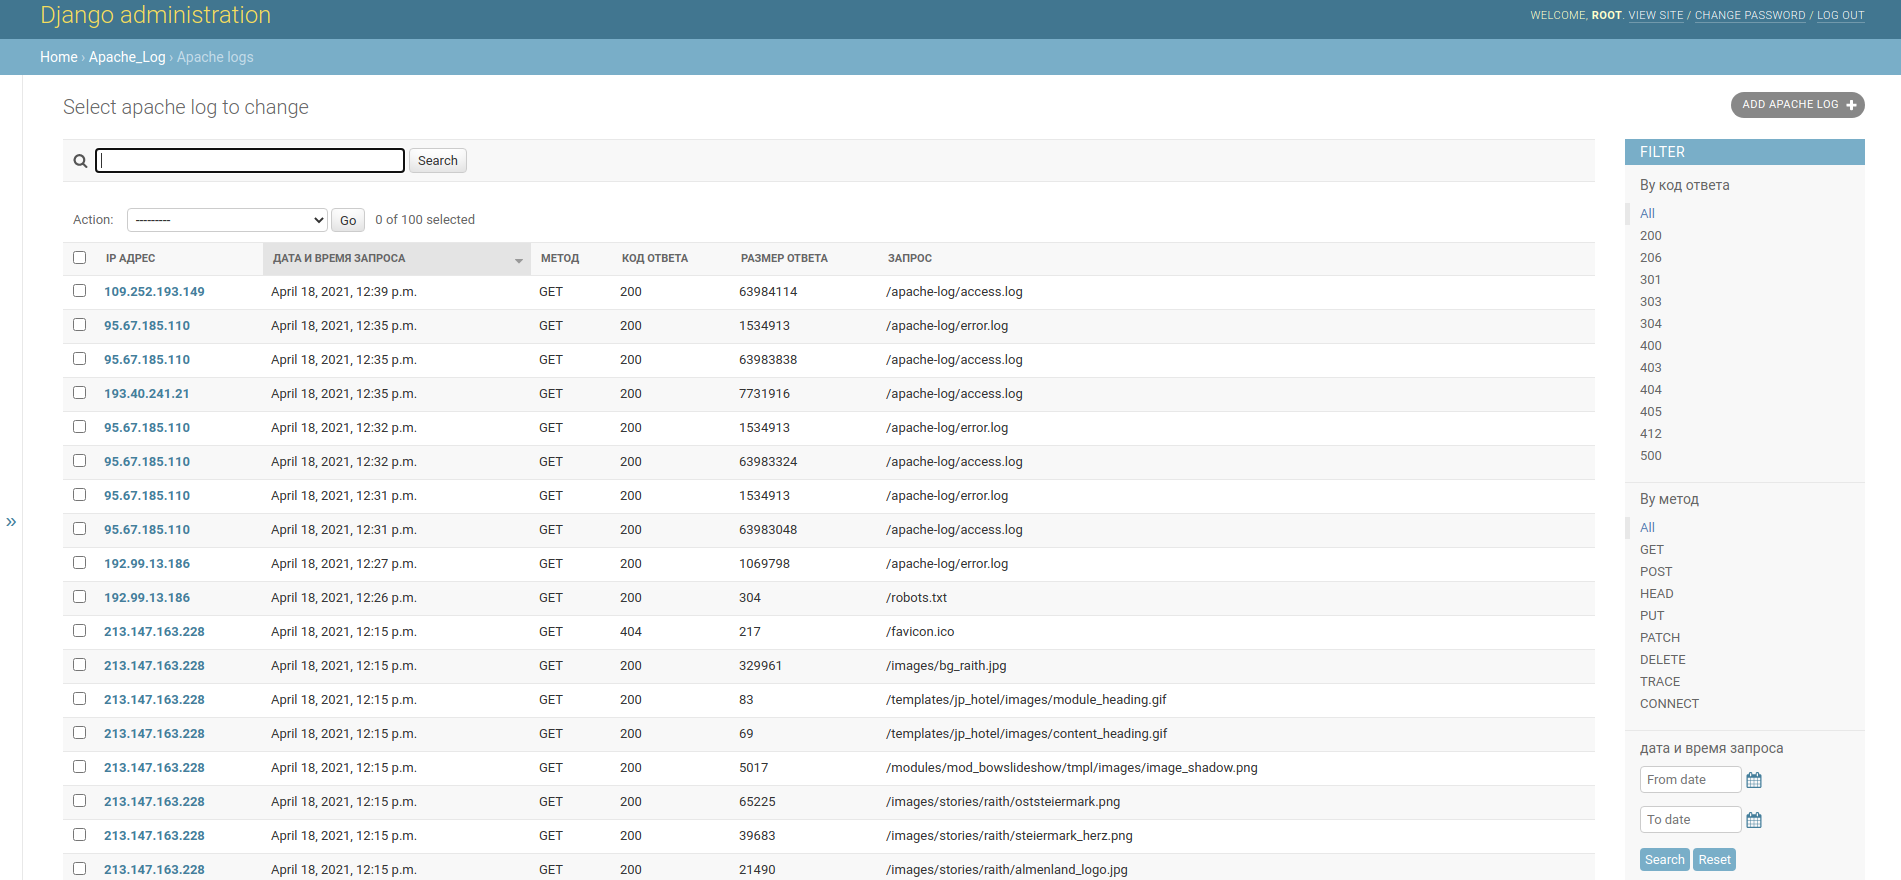 Django administration
WELCOME, ROOT. VIEW SITE / CHANGE PASSWORD / LOG OUT
Home › Apache_Log › Apache logs
Select apache log to change
ADD APACHE LOG +
Search
Action: --------- Go 0 of 100 selected
IP АДРЕС ДАТА И ВРЕМЯ ЗАПРОСА МЕТОД КОД ОТВЕТА РАЗМЕР ОТВЕТА ЗАПРОС
109.252.193.149 April 18, 2021, 12:39 p.m. GET 200 63984114 /apache-log/access.log
95.67.185.110 April 18, 2021, 12:35 p.m. GET 200 1534913 /apache-log/error.log
95.67.185.110 April 18, 2021, 12:35 p.m. GET 200 63983838 /apache-log/access.log
193.40.241.21 April 18, 2021, 12:35 p.m. GET 200 7731916 /apache-log/access.log
95.67.185.110 April 18, 2021, 12:32 p.m. GET 200 1534913 /apache-log/error.log
95.67.185.110 April 18, 2021, 12:32 p.m. GET 200 63983324 /apache-log/access.log
95.67.185.110 April 18, 2021, 12:31 p.m. GET 200 1534913 /apache-log/error.log
95.67.185.110 April 18, 2021, 12:31 p.m. GET 200 63983048 /apache-log/access.log
192.99.13.186 April 18, 2021, 12:27 p.m. GET 200 1069798 /apache-log/error.log
192.99.13.186 April 18, 2021, 12:26 p.m. GET 200 304 /robots.txt
213.147.163.228 April 18, 2021, 12:15 p.m. GET 404 217 /favicon.ico
213.147.163.228 April 18, 2021, 12:15 p.m. GET 200 329961 /images/bg_raith.jpg
213.147.163.228 April 18, 2021, 12:15 p.m. GET 200 83 /templates/jp_hotel/images/module_heading.gif
213.147.163.228 April 18, 2021, 12:15 p.m. GET 200 69 /templates/jp_hotel/images/content_heading.gif
213.147.163.228 April 18, 2021, 12:15 p.m. GET 200 5017 /modules/mod_bowslideshow/tmpl/images/image_shadow.png
213.147.163.228 April 18, 2021, 12:15 p.m. GET 200 65225 /images/stories/raith/oststeiermark.png
213.147.163.228 April 18, 2021, 12:15 p.m. GET 200 39683 /images/stories/raith/steiermark_herz.png
213.147.163.228 April 18, 2021, 12:15 p.m. GET 200 21490 /images/stories/raith/almenland_logo.jpg
»
FILTER
By код ответа
All
200
206
301
303
304
400
403
404
405
412
500
By метод
All
GET
POST
HEAD
PUT
PATCH
DELETE
TRACE
CONNECT
дата и время запроса
From date
To date
Search Reset